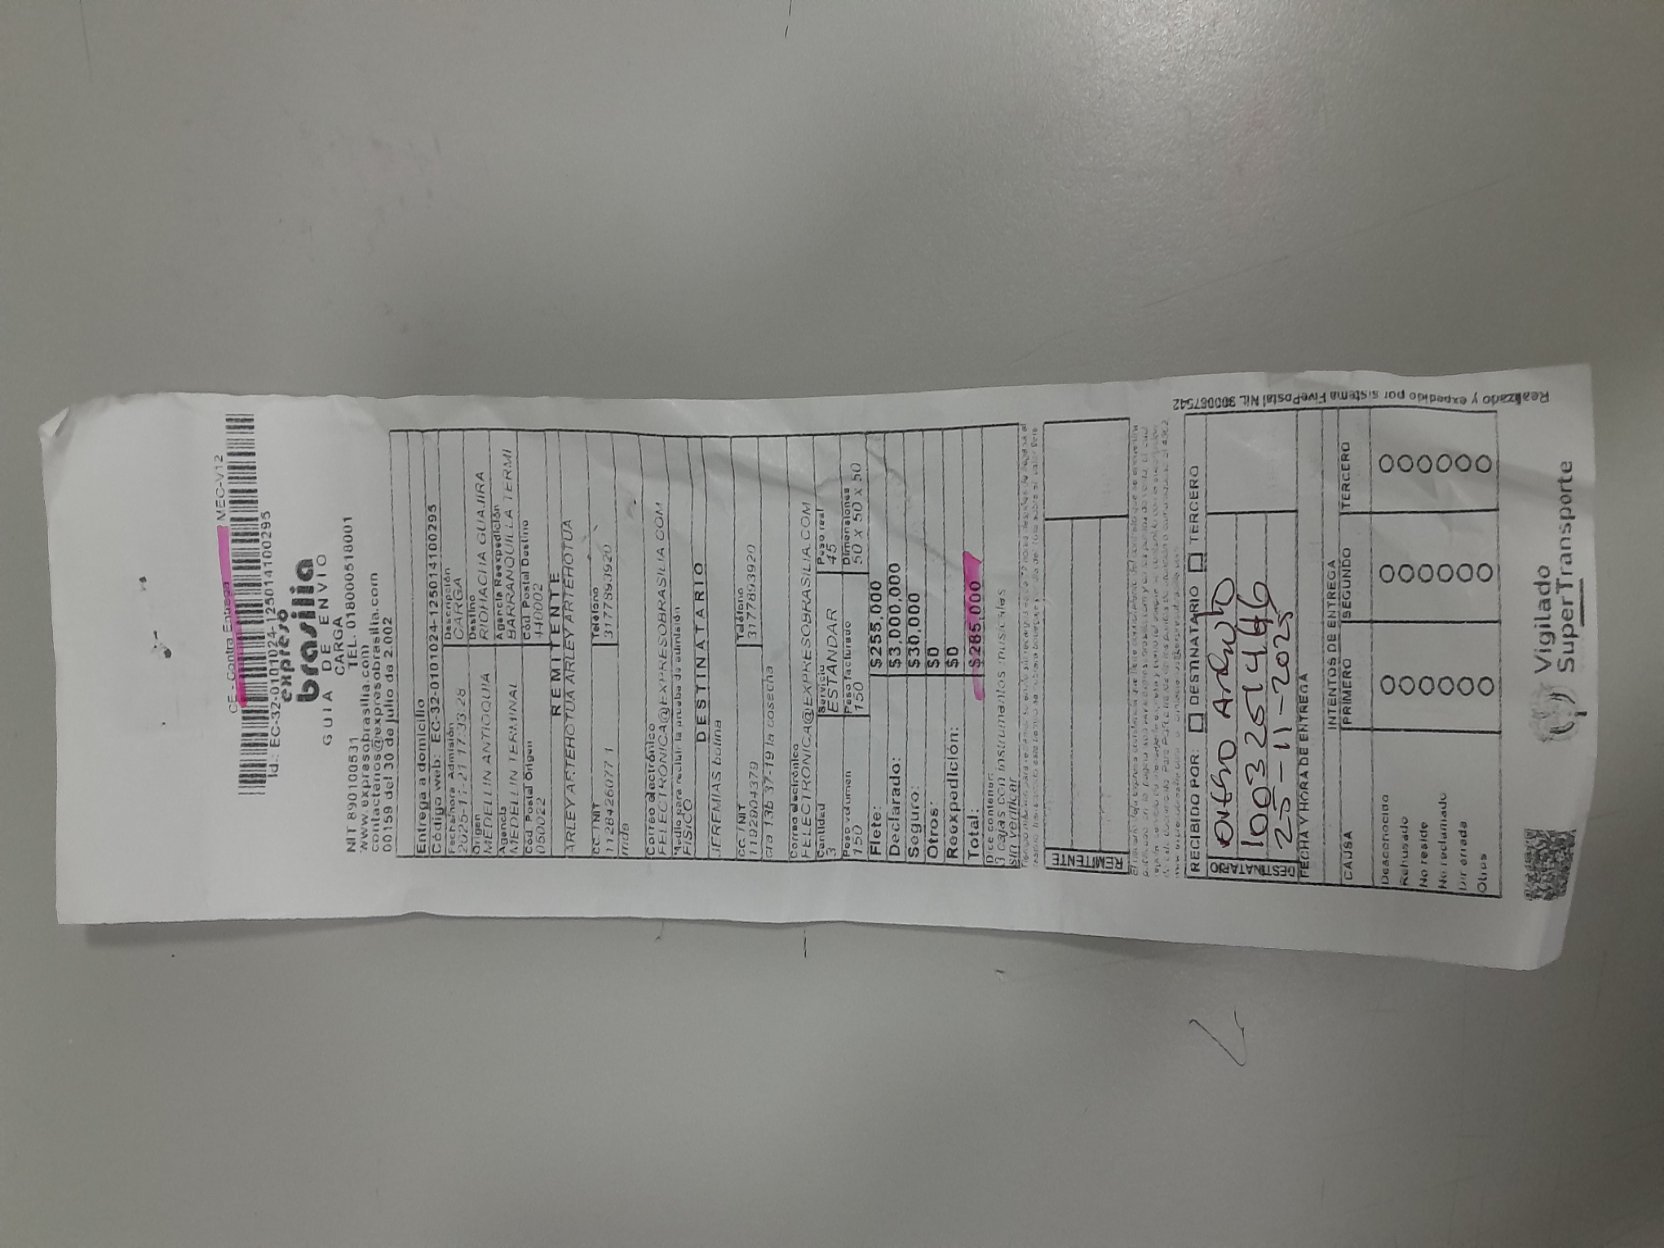 CE - Contra Entrega MEC-V12
Id.: EC-32-0101024-1250141 00295
expreso
brasilia
GUIA DE ENVIO
CARGA
NIT 890100531 TEL. 018000518001
www.expresobrasilia.com
contactenos@expresobrasilia.com
00159 del 30 de julio de 2.002
Entrega a domicilio
Código web: EC-32-0101024-1250141 00295
Fecha/hora Admisión Descripción
2025-11-21 17:33:28 CARGA
Origen Destino
MEDELLIN ANTIOQUIA RIOHACHA GUAJIRA
Agencia Agencia Reexpedición
MEDELLIN TERMINAL BARRANQUILLA TERMI
Cód Postal Origen Cód Postal Destino
050022 440002
REMITENTE
ARLEY ARTEHOTUA ARLEY ARTEHOTUA
CC / NIT Teléfono
1128426077 1 3177893920
Correo electrónico
FELECTRONICA@EXPRESOBRASILIA.COM
Medio para recibir la prueba de admisión
FISICO
DESTINATARIO
JEREMIAS
CC / NIT Teléfono
1192904379 3177893920
cra 13b 37-19 la cosecha
Correo electrónico
FELECTRONICA@EXPRESOBRASILIA.COM
Cantidad Servicio Peso real
3 ESTANDAR 45
Peso volumen Peso facturado Dimensiones
150 150 50 x 50 x 50
Flete: $255,000
Declarado: $3,000,000
Seguro: $30,000
Otros: $0
Reexpedición: $0
Total: $285,000
Dice contener:
3 cajas con instrumentos musicales
sin verificar
REMITENTE
RECIBIDO POR: DESTINATARIO TERCERO
DESTINATARIO
1003251446
25-11-2025
FECHA Y HORA DE ENTREGA
INTENTOS DE ENTREGA
CAUSA PRIMERO SEGUNDO TERCERO
Desconocido
Rehusado
No reside
No reclamado
Dir errada
Otros
Vigilado
SuperTransporte
Realizado y expedido por sistema FivePostal Nit. 900067542